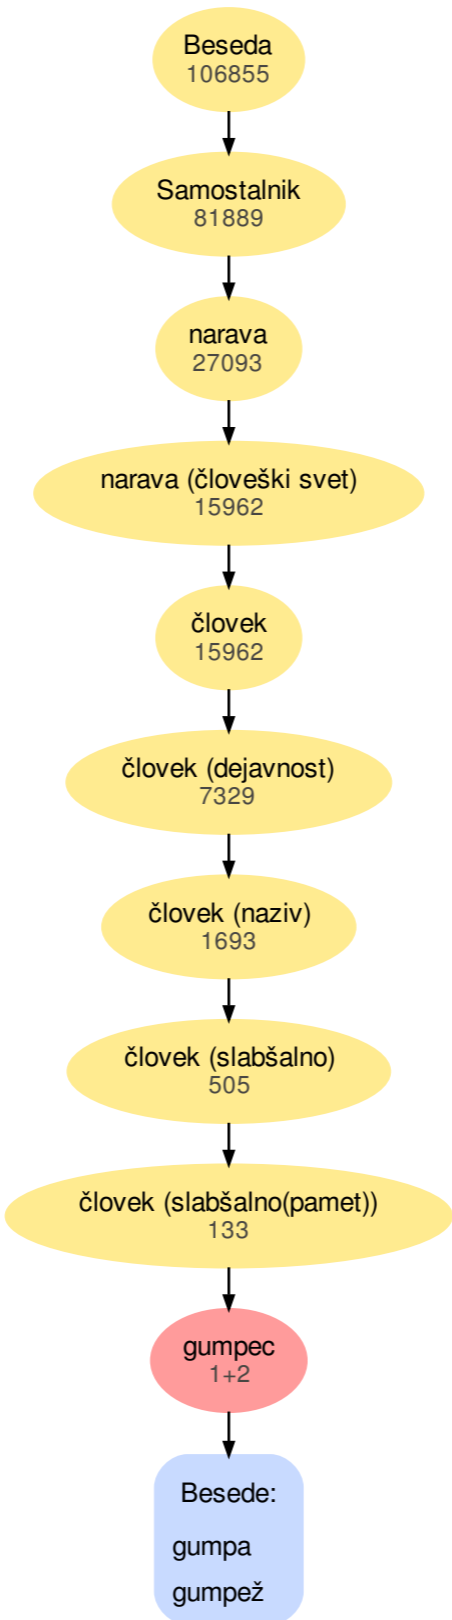 Beseda
106855
Samostalnik
81889
narava
27093
narava (človeški svet)
15962
človek
15962
človek (dejavnost)
7329
človek (naziv)
1693
človek (slabšalno)
505
človek (slabšalno(pamet))
133
gumpec
1+2
Besede:
gumpa
gumpež